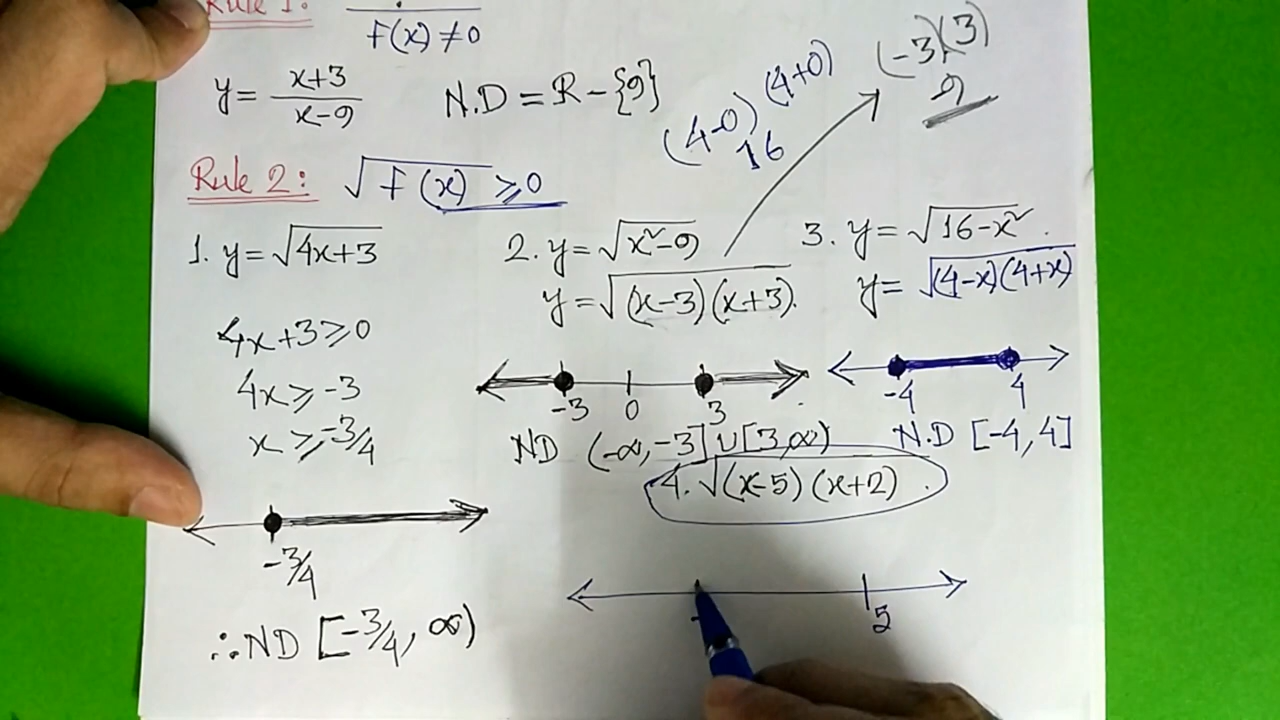 Rule 1:
F(x) ≠ 0
y = x+3 / x-9
N.D = R - {9}
(4-0) (4+0)
16
(-3)(3)
9
Rule 2: √F(x) ≥ 0
1. y = √4x+3
4x+3 ≥ 0
4x ≥ -3
x ≥ -3/4
-3/4
∴ ND [-3/4, ∞)
2. y = √x²-9
y = √(x-3)(x+3).
-3 0 3
ND (-∞, -3] ∪ [3, ∞)
3. y = √16-x².
y = √(4-x)(4+x)
-4 4
N.D [-4, 4]
4. √(x-5)(x+2).
5